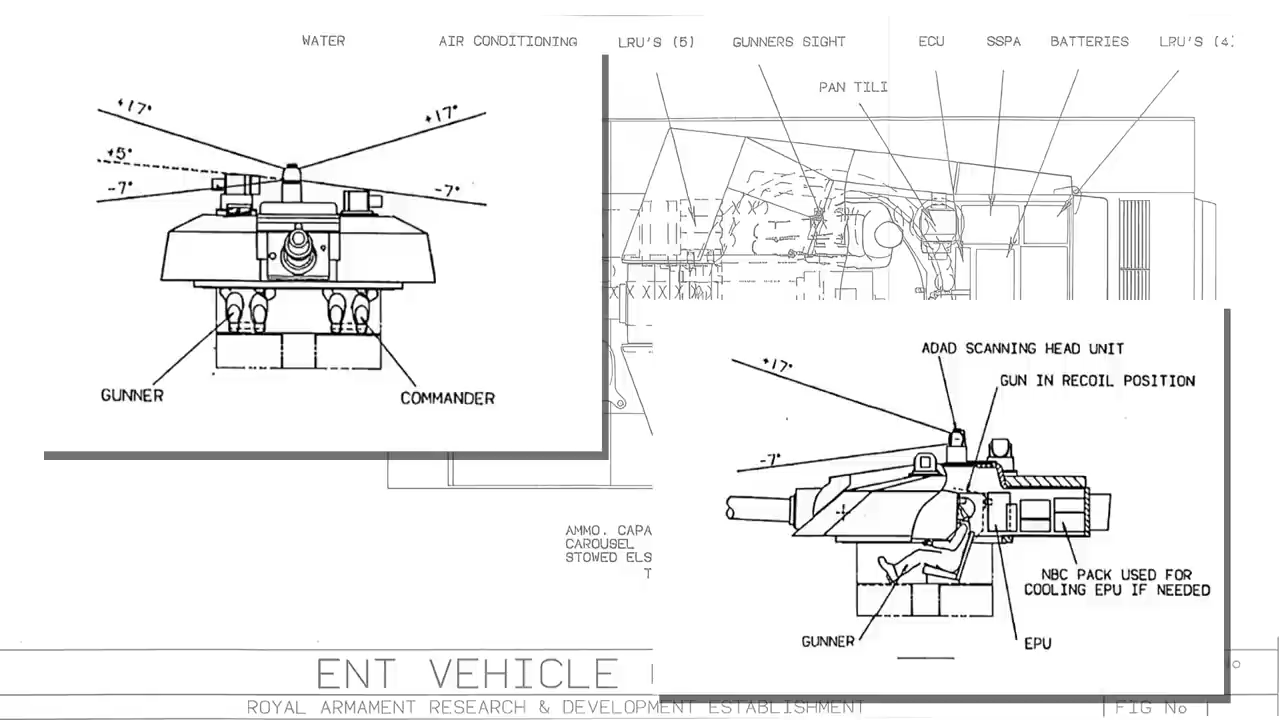 WATER
AIR CONDITIONING
LRU'S (5)
GUNNERS SIGHT
ECU
SSPA
BATTERIES
LRU'S (4)
PAN TILT
+17°
+17°
+5°
-7°
-7°
GUNNER
COMMANDER
ADAD SCANNING HEAD UNIT
GUN IN RECOIL POSITION
+17°
-7°
NBC PACK USED FOR
COOLING EPU IF NEEDED
GUNNER
EPU
AMMO. CAPA
CAROUSEL
STOWED ELS
T
ENT VEHICLE
ROYAL ARMAMENT RESEARCH & DEVELOPMENT ESTABLISHMENT
FIG No